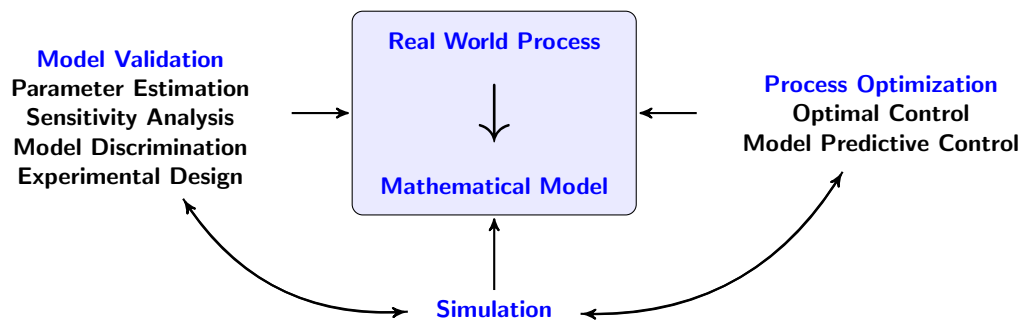 Model Validation
Parameter Estimation
Sensitivity Analysis
Model Discrimination
Experimental Design
Real World Process
Mathematical Model
Process Optimization
Optimal Control
Model Predictive Control
Simulation